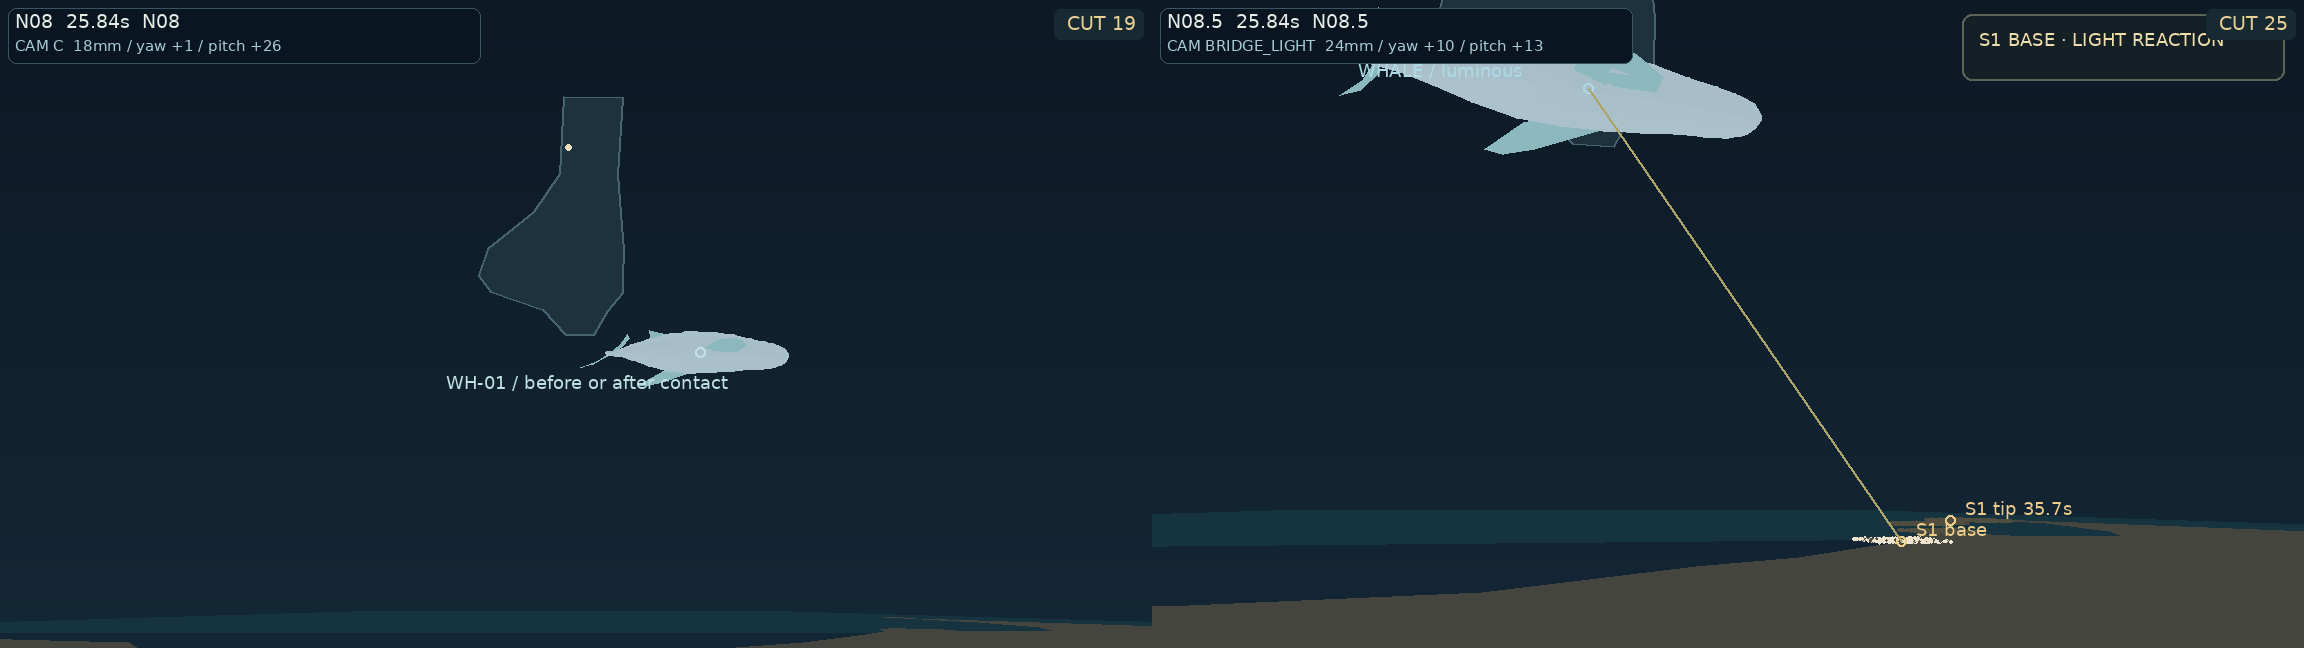 N08  25.84s  N08
CAM C  18mm / yaw +1 / pitch +26
CUT 19
WH-01 / before or after contact
N08.5  25.84s  N08.5
CAM BRIDGE_LIGHT  24mm / yaw +10 / pitch +13
CUT 25
S1 BASE · LIGHT REACTION
WHALE / luminous
S1 tip 35.7s
S1 base